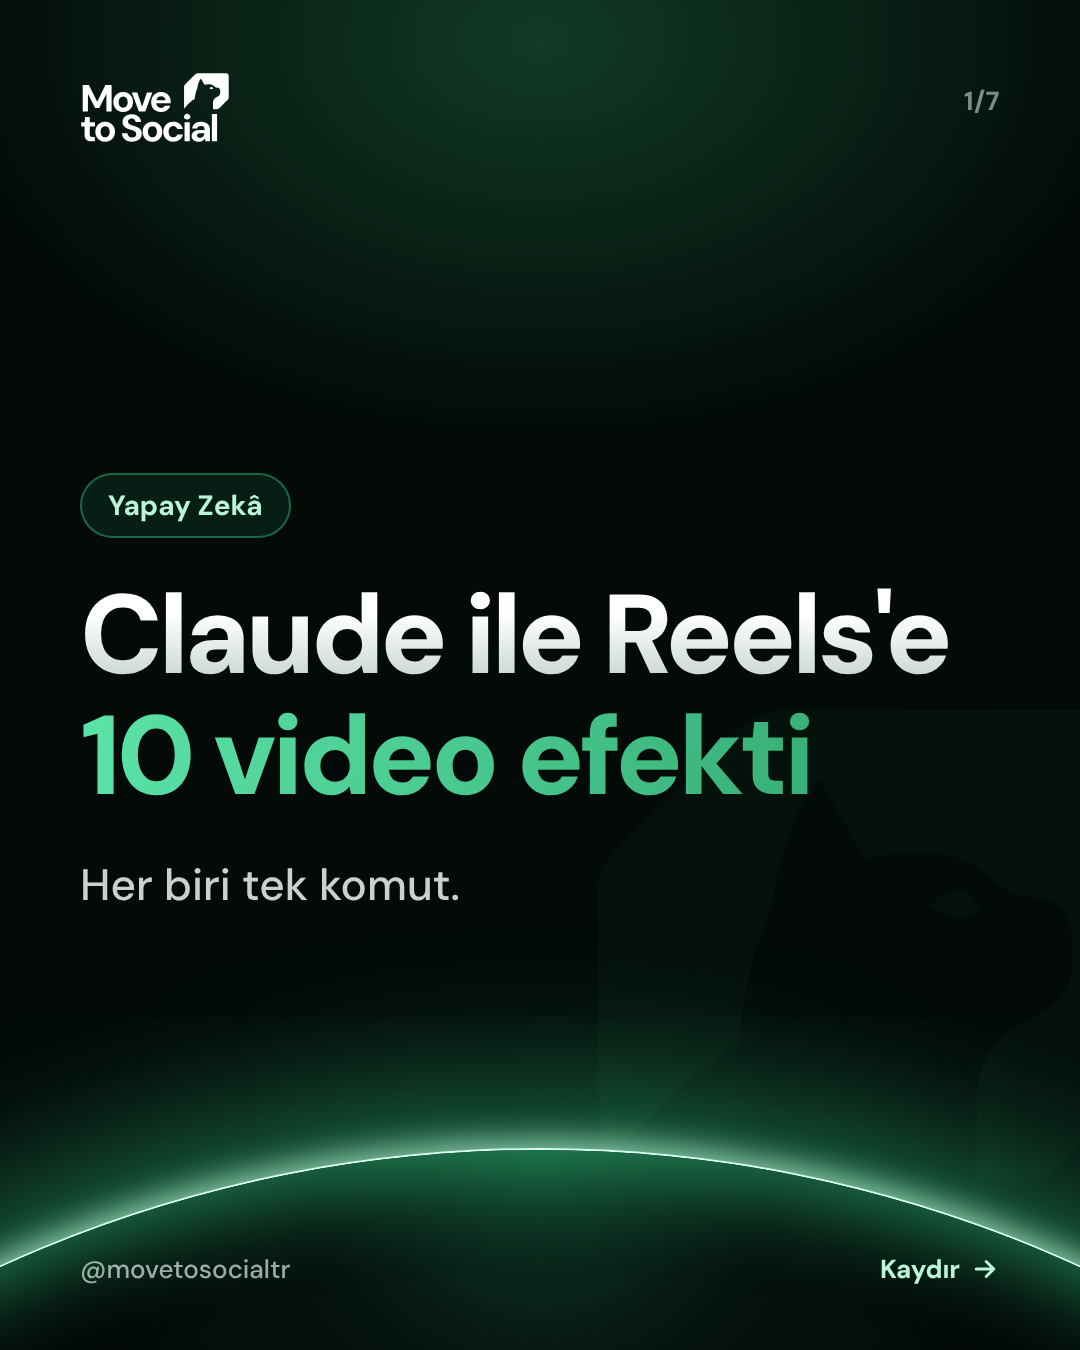 Move
to Social
1/7
Yapay Zekâ
Claude ile Reels'e
10 video efekti
Her biri tek komut.
@movetosocialtr
Kaydır →